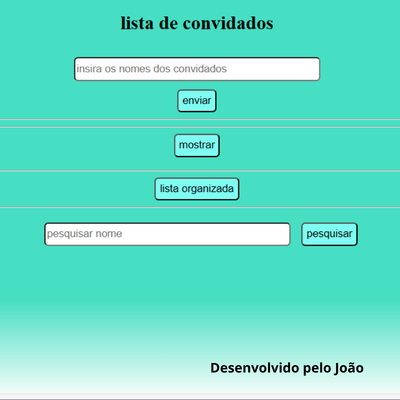 lista de convidados
insira os nomes dos convidados
enviar
mostrar
lista organizada
pesquisar nome pesquisar
Desenvolvido pelo João